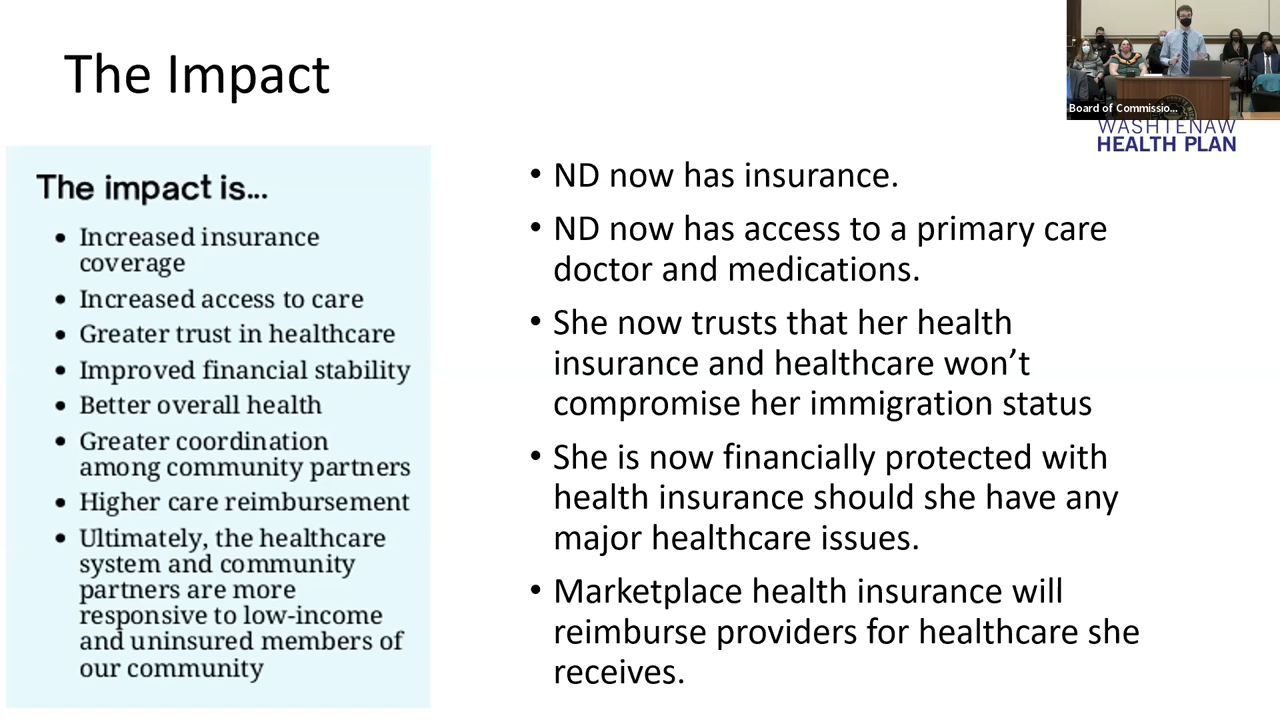 The Impact
Board of Commissio...
WASHTENAW
HEALTH PLAN
The impact is...
• Increased insurance
coverage
• Increased access to care
• Greater trust in healthcare
• Improved financial stability
• Better overall health
• Greater coordination
among community partners
• Higher care reimbursement
• Ultimately, the healthcare
system and community
partners are more
responsive to low-income
and uninsured members of
our community
• ND now has insurance.
• ND now has access to a primary care
doctor and medications.
• She now trusts that her health
insurance and healthcare won’t
compromise her immigration status
• She is now financially protected with
health insurance should she have any
major healthcare issues.
• Marketplace health insurance will
reimburse providers for healthcare she
receives.